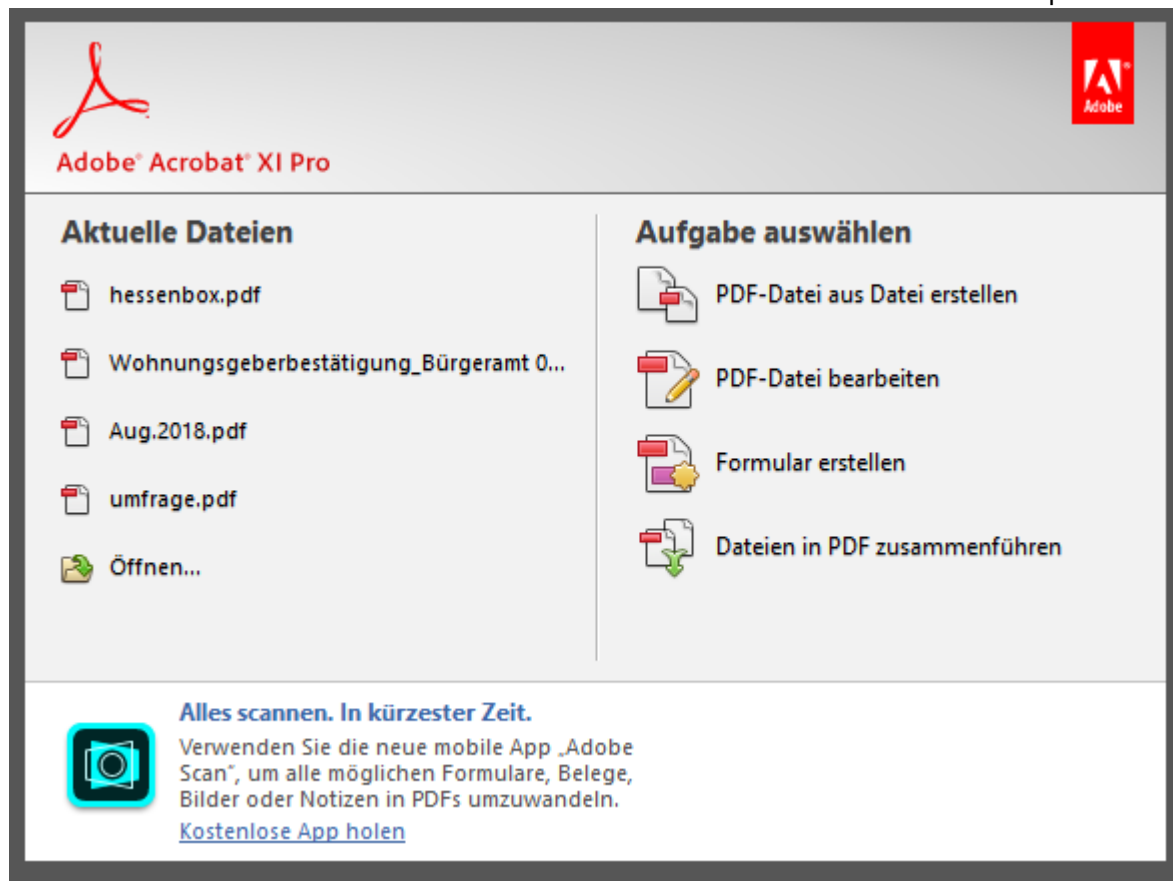 Adobe® Acrobat® XI Pro
Adobe®
Aktuelle Dateien
hessenbox.pdf
Wohnungsgeberbestätigung_Bürgeramt 0...
Aug.2018.pdf
umfrage.pdf
Öffnen...
Aufgabe auswählen
PDF-Datei aus Datei erstellen
PDF-Datei bearbeiten
Formular erstellen
Dateien in PDF zusammenführen
Alles scannen. In kürzester Zeit.
Verwenden Sie die neue mobile App „Adobe
Scan“, um alle möglichen Formulare, Belege,
Bilder oder Notizen in PDFs umzuwandeln.
Kostenlose App holen